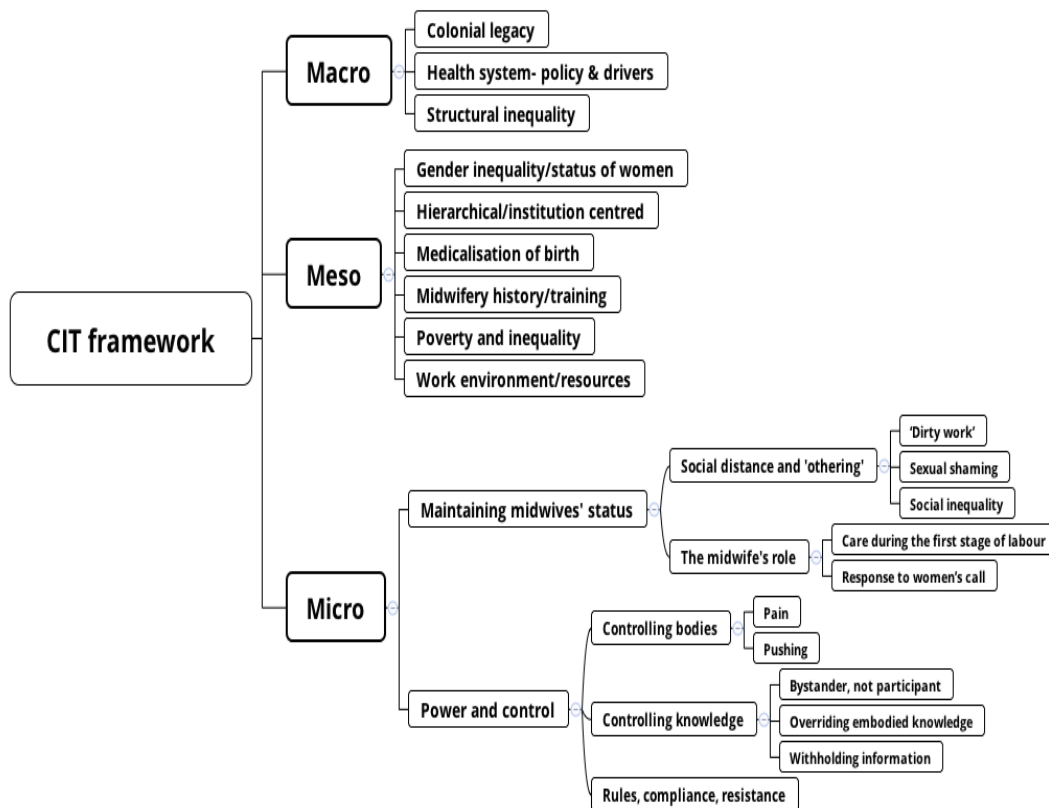 CIT framework
Macro
Colonial legacy
Health system- policy & drivers
Structural inequality
Meso
Gender inequality/status of women
Hierarchical/institution centred
Medicalisation of birth
Midwifery history/training
Poverty and inequality
Work environment/resources
Micro
Maintaining midwives' status
Social distance and 'othering'
‘Dirty work’
Sexual shaming
Social inequality
The midwife's role
Care during the first stage of labour
Response to women’s call
Power and control
Controlling bodies
Pain
Pushing
Controlling knowledge
Bystander, not participant
Overriding embodied knowledge
Withholding information
Rules, compliance, resistance